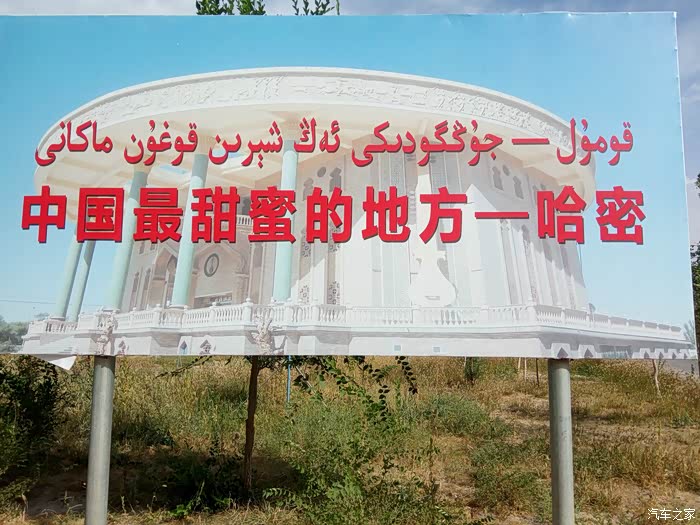 قومۇل — جۇڭگودىكى ئەڭ شېرىن قوغۇن ماكانى
中国最甜蜜的地方—哈密
汽车之家